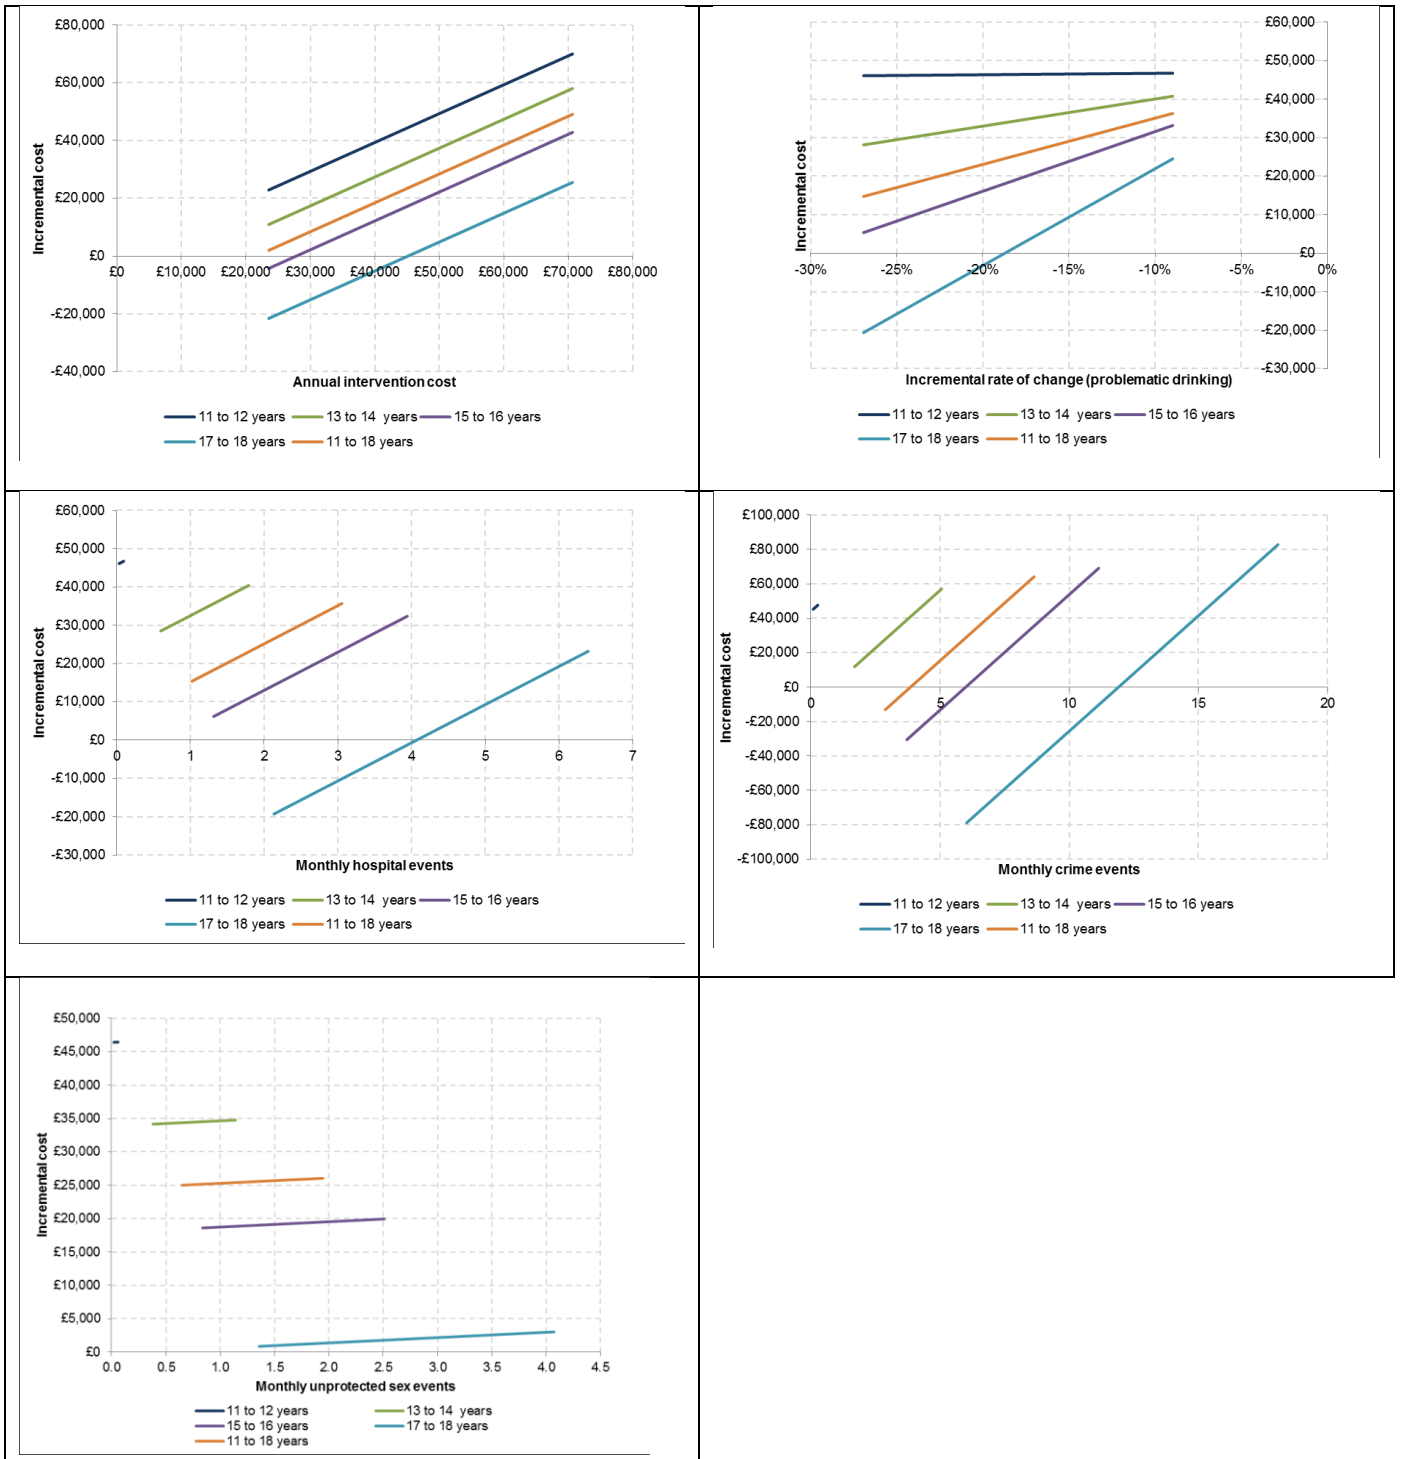 £80,000
£60,000
£40,000
£20,000
£0
-£20,000
-£40,000
Incremental cost
£0 £10,000 £20,000 £30,000 £40,000 £50,000 £60,000 £70,000 £80,000
Annual intervention cost
11 to 12 years 13 to 14 years 15 to 16 years
17 to 18 years 11 to 18 years
£60,000
£50,000
£40,000
£30,000
£20,000
£10,000
£0
-£10,000
-£20,000
-£30,000
Incremental cost
-30% -25% -20% -15% -10% -5% 0%
Incremental rate of change (problematic drinking)
11 to 12 years 13 to 14 years 15 to 16 years
17 to 18 years 11 to 18 years
£60,000
£50,000
£40,000
£30,000
£20,000
£10,000
£0
-£10,000
-£20,000
-£30,000
Incremental cost
0 1 2 3 4 5 6 7
Monthly hospital events
11 to 12 years 13 to 14 years 15 to 16 years
17 to 18 years 11 to 18 years
£100,000
£80,000
£60,000
£40,000
£20,000
£0
-£20,000
-£40,000
-£60,000
-£80,000
-£100,000
Incremental cost
0 5 10 15 20
Monthly crime events
11 to 12 years 13 to 14 years 15 to 16 years
17 to 18 years 11 to 18 years
£50,000
£45,000
£40,000
£35,000
£30,000
£25,000
£20,000
£15,000
£10,000
£5,000
£0
Incremental cost
0.0 0.5 1.0 1.5 2.0 2.5 3.0 3.5 4.0 4.5
Monthly unprotected sex events
11 to 12 years 13 to 14 years
15 to 16 years 17 to 18 years
11 to 18 years